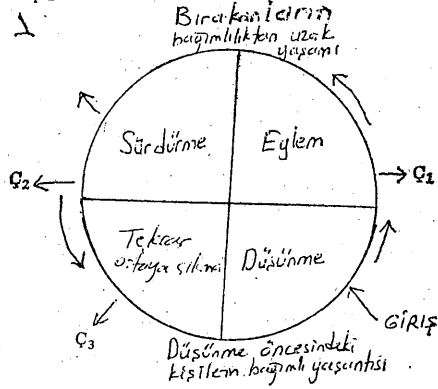 1
Bırakanların
bağımlılıktan uzak
yaşamı
Sürdürme
Eylem
Ç2
Ç1
Tekrar
ortaya çıkma
Düşünme
GİRİŞ
Ç3
Düşünme öncesindeki
kişilerin bağımlı yaşantısı